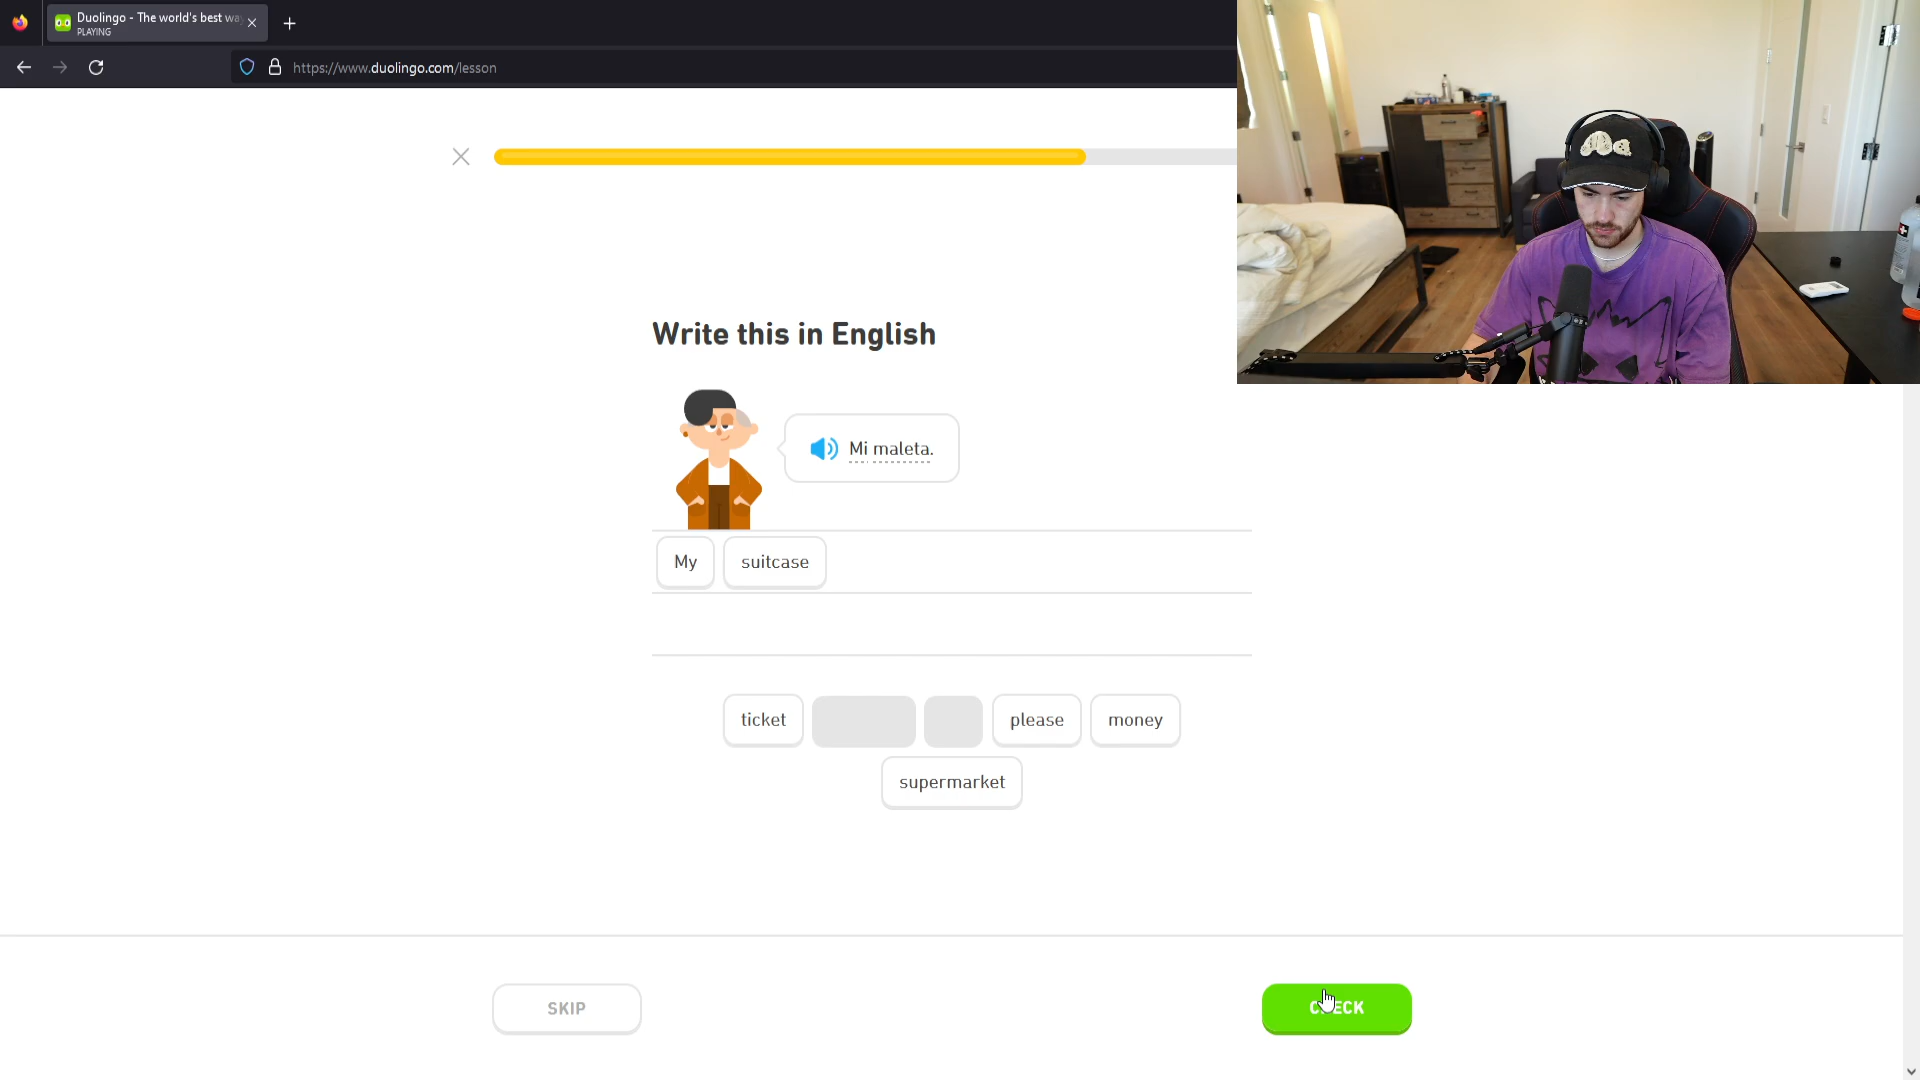 Duolingo - The world's best wa
PLAYING
https://www.duolingo.com/lesson
Write this in English
Mi maleta.
My suitcase
ticket please money
supermarket
SKIP
CHECK